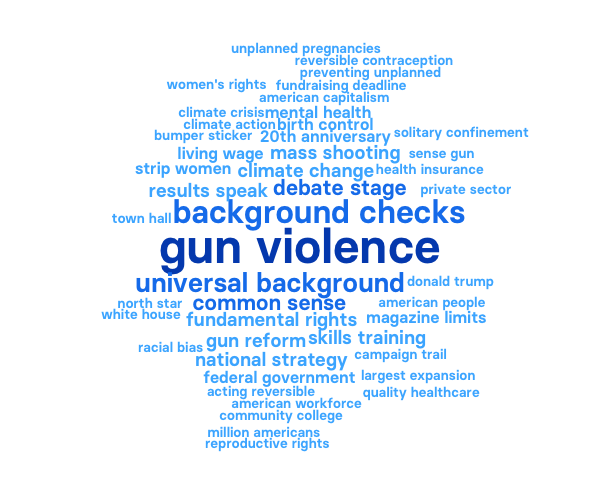 unplanned pregnancies
reversible contraception
preventing unplanned
women's rights fundraising deadline
american capitalism
climate crisis mental health
climate action birth control
bumper sticker 20th anniversary solitary confinement
living wage mass shooting sense gun
strip women climate change health insurance
results speak debate stage private sector
town hall background checks
gun violence
universal background donald trump
north star common sense american people
white house fundamental rights magazine limits
racial bias gun reform skills training
national strategy campaign trail
federal government largest expansion
acting reversible quality healthcare
american workforce
community college
million americans
reproductive rights